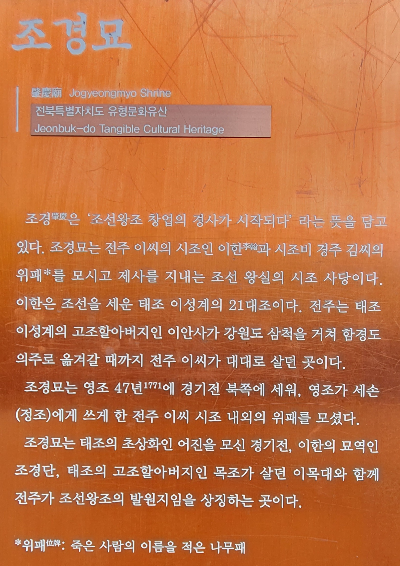 조경묘
肇慶廟 Jogyeongmyo Shrine
전북특별자치도 유형문화유산
Jeonbuk-do Tangible Cultural Heritage
조경肇慶은 '조선왕조 창업의 경사가 시작되다' 라는 뜻을 담고
있다. 조경묘는 전주 이씨의 시조인 이한李翰과 시조비 경주 김씨의
위패*를 모시고 제사를 지내는 조선 왕실의 시조 사당이다.
이한은 조선을 세운 태조 이성계의 21대조이다. 전주는 태조
이성계의 고조할아버지인 이안사가 강원도 삼척을 거쳐 함경도
의주로 옮겨갈 때까지 전주 이씨가 대대로 살던 곳이다.
조경묘는 영조 47년1771에 경기전 북쪽에 세워, 영조가 세손
(정조)에게 쓰게 한 전주 이씨 시조 내외의 위패를 모셨다.
조경묘는 태조의 초상화인 어진을 모신 경기전, 이한의 묘역인
조경단, 태조의 고조할아버지인 목조가 살던 이목대와 함께
전주가 조선왕조의 발원지임을 상징하는 곳이다.
*위패位牌: 죽은 사람의 이름을 적은 나무패